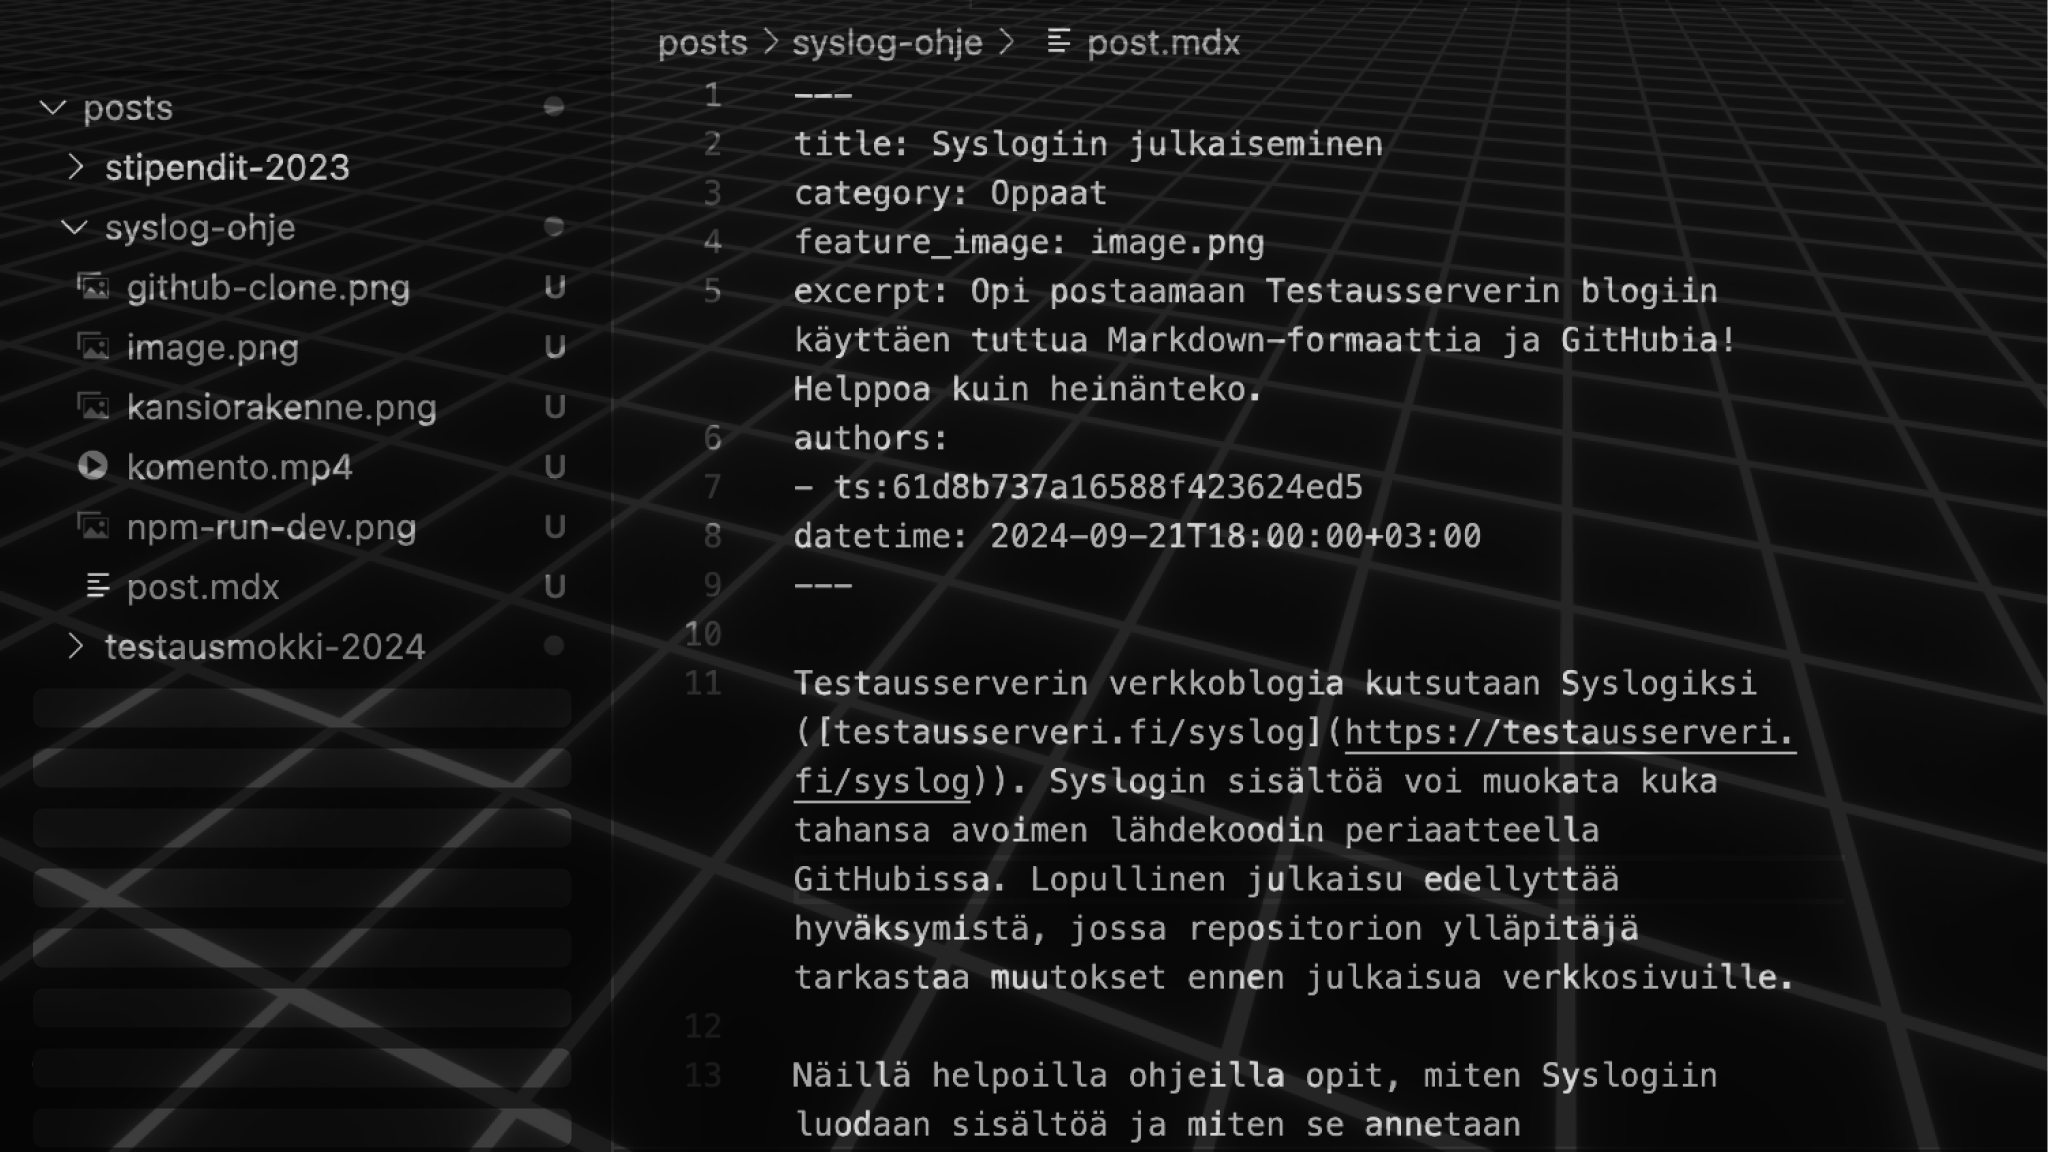 posts
stipendit-2023
syslog-ohje
github-clone.png U
image.png U
kansiorakenne.png U
komento.mp4 U
npm-run-dev.png U
post.mdx U
testausmokki-2024
posts > syslog-ohje > post.mdx
1 ---
2 title: Syslogiin julkaiseminen
3 category: Oppaat
4 feature_image: image.png
5 excerpt: Opi postaamaan Testausserverin blogiin
käyttäen tuttua Markdown-formaattia ja GitHubia!
Helppoa kuin heinänteko.
6 authors:
7 - ts:61d8b737a16588f423624ed5
8 datetime: 2024-09-21T18:00:00+03:00
9 ---
10
11 Testausserverin verkkoblogia kutsutaan Syslogiksi
([testausserveri.fi/syslog](https://testausserveri.
fi/syslog)). Syslogin sisältöä voi muokata kuka
tahansa avoimen lähdekoodin periaatteella
GitHubissa. Lopullinen julkaisu edellyttää
hyväksymistä, jossa repositorion ylläpitäjä
tarkastaa muutokset ennen julkaisua verkkosivuille.
12
13 Näillä helpoilla ohjeilla opit, miten Syslogiin
luodaan sisältöä ja miten se annetaan